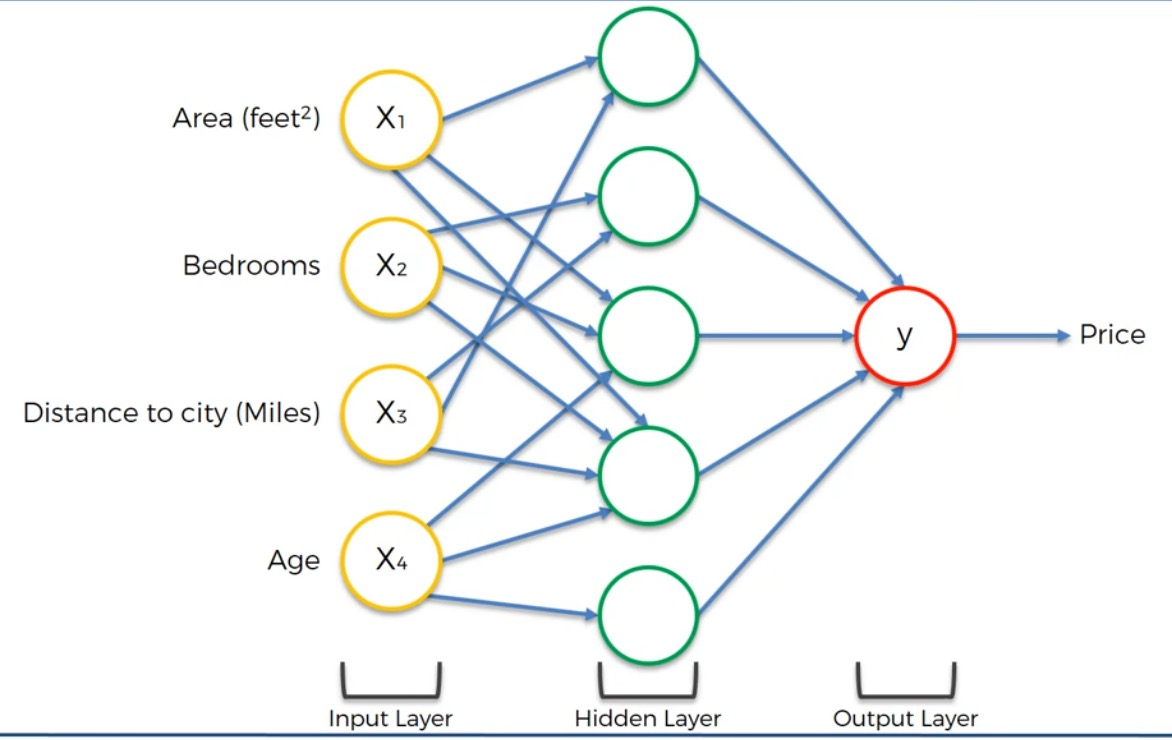 Area (feet²)
X₁
Bedrooms
X₂
Distance to city (Miles)
X₃
Age
X₄
y
Price
Input Layer
Hidden Layer
Output Layer